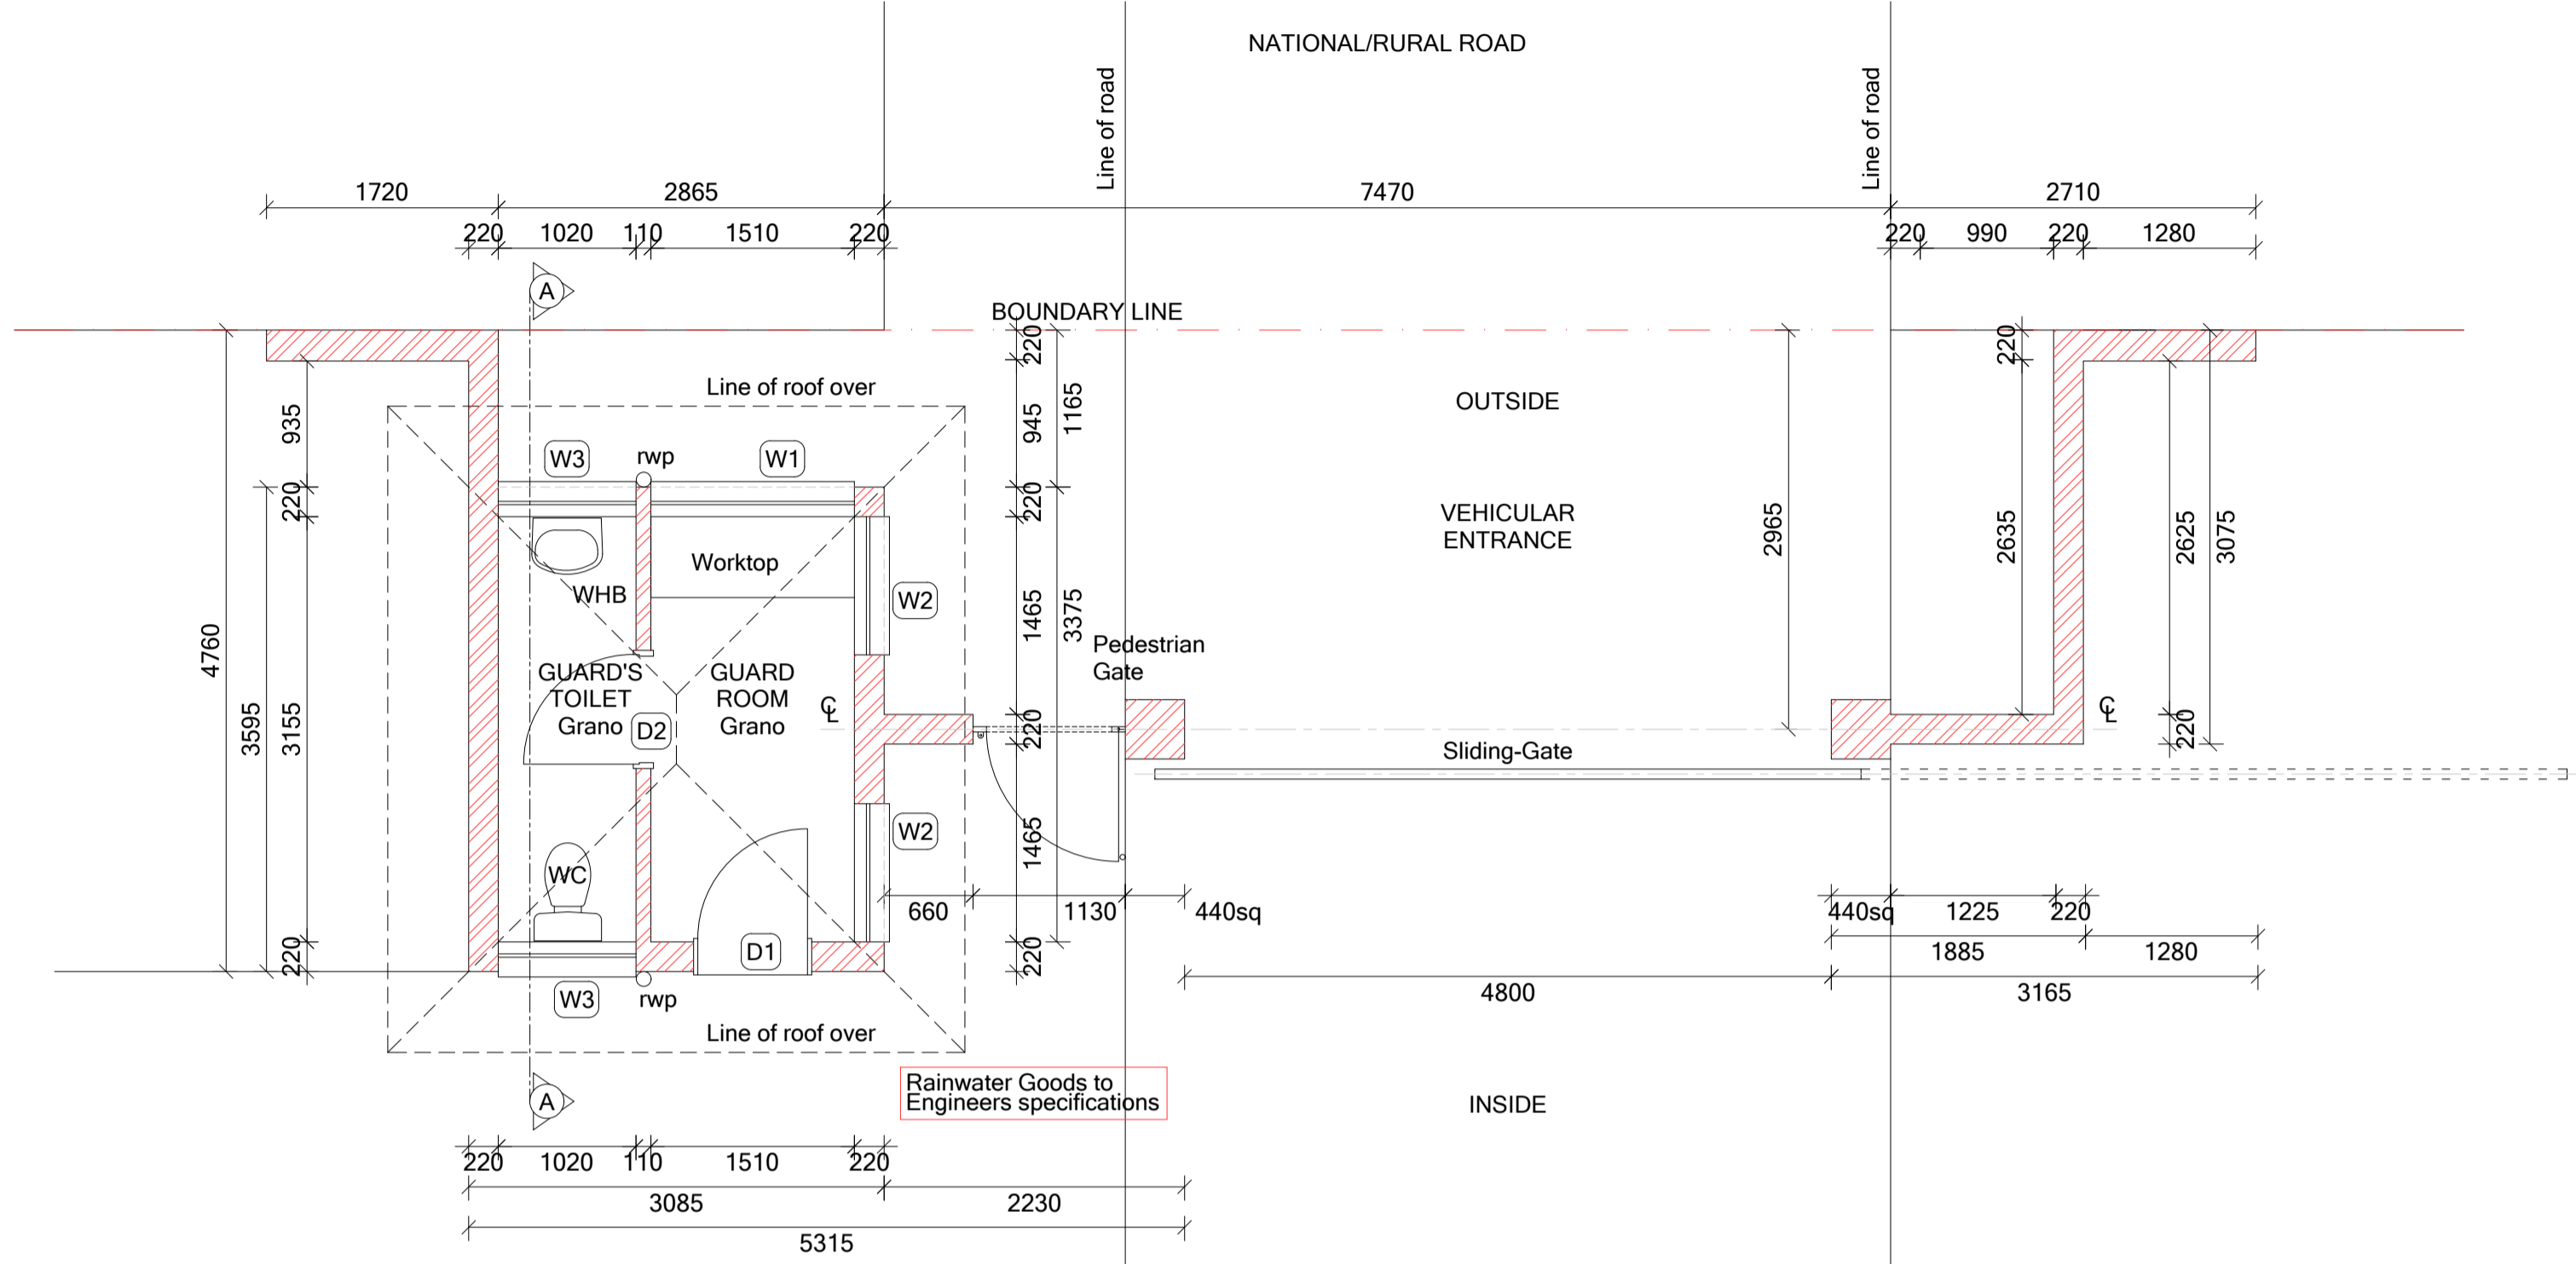 NATIONAL/RURAL ROAD
Line of road
Line of road
1720
2865
7470
2710
220
1020
110
1510
220
220
990
220
1280
A
BOUNDARY LINE
220
220
935
Line of roof over
945
1165
OUTSIDE
W3
rwp
W1
220
220
VEHICULAR
ENTRANCE
2965
2635
2625
3075
Worktop
WHB
W2
1465
3375
4760
3595
3155
Pedestrian
Gate
GUARD'S
TOILET
Grano
GUARD
ROOM
Grano
D2
℄
220
℄
220
Sliding-Gate
W2
1465
WC
660
1130
440sq
440sq
1225
220
D1
220
220
1885
1280
W3
rwp
4800
3165
Line of roof over
Rainwater Goods to
Engineers specifications
A
INSIDE
220
1020
110
1510
220
3085
2230
5315